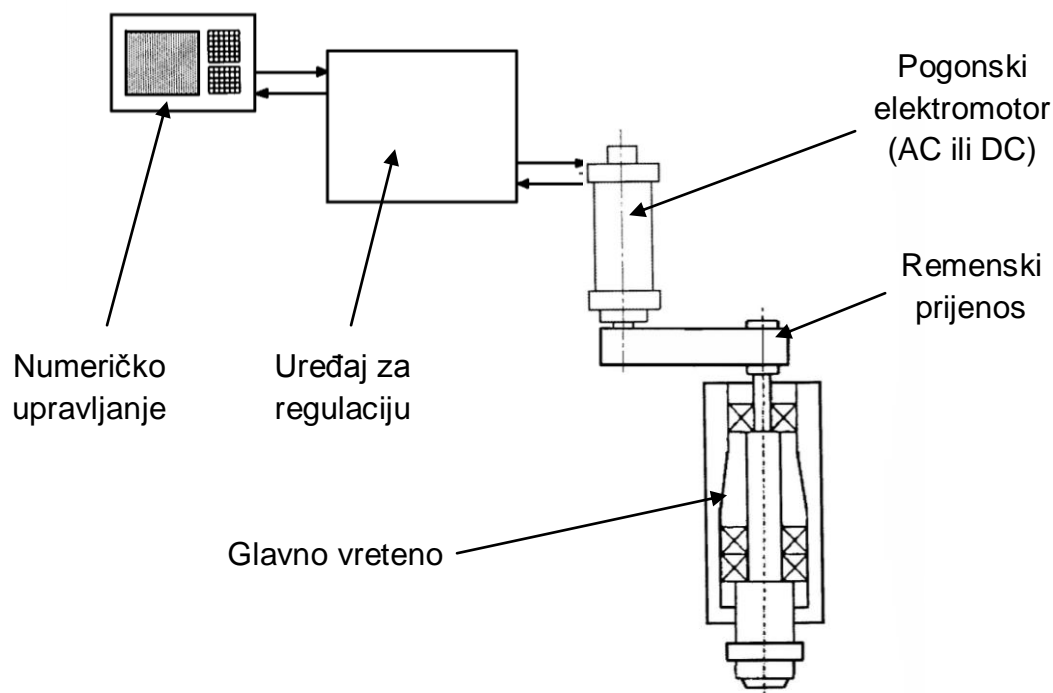 Pogonski
elektromotor
(AC ili DC)
Remenski
prijenos
Numeričko
upravljanje
Uređaj za
regulaciju
Glavno vreteno